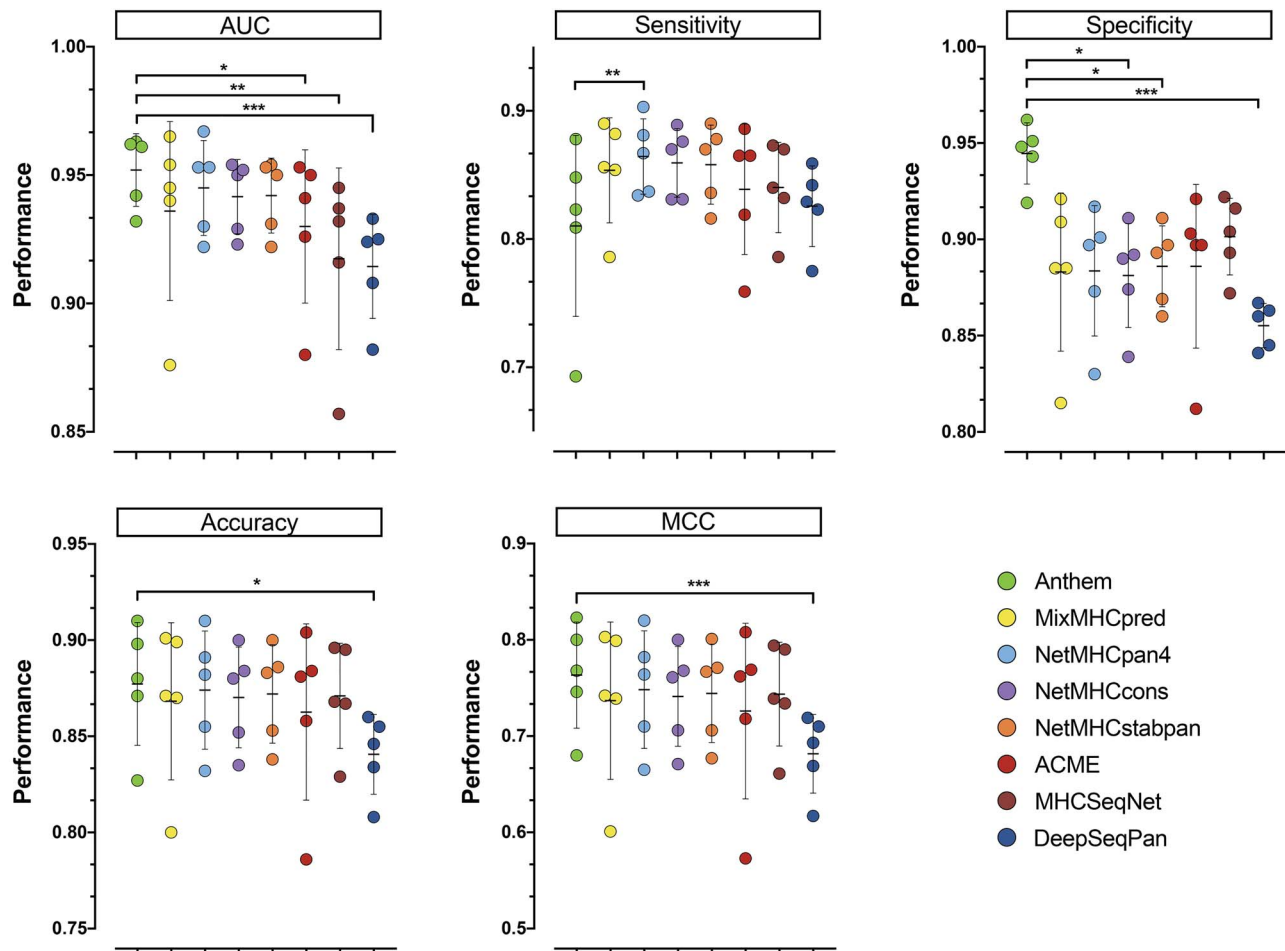 AUC
1.00
0.95
0.90
0.85
Performance
*
**
***
Sensitivity
0.9
0.8
0.7
Performance
**
Specificity
1.00
0.95
0.90
0.85
0.80
Performance
*
*
***
Accuracy
0.95
0.90
0.85
0.80
0.75
Performance
*
MCC
0.9
0.8
0.7
0.6
0.5
Performance
***
Anthem
MixMHCpred
NetMHCpan4
NetMHCcons
NetMHCstabpan
ACME
MHCSeqNet
DeepSeqPan